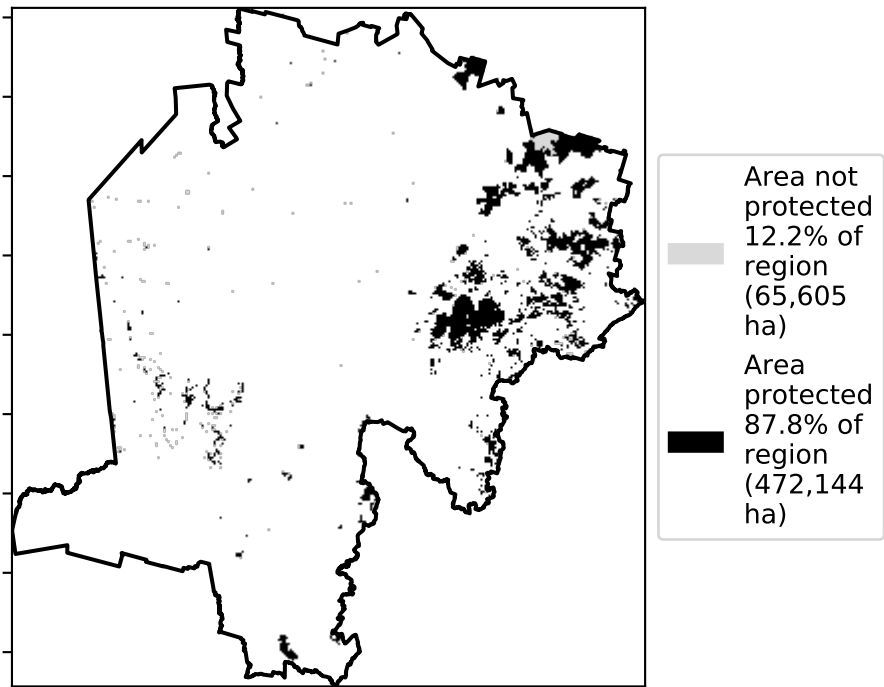 Area not
protected
12.2% of
region
(65,605
ha)
Area
protected
87.8% of
region
(472,144
ha)